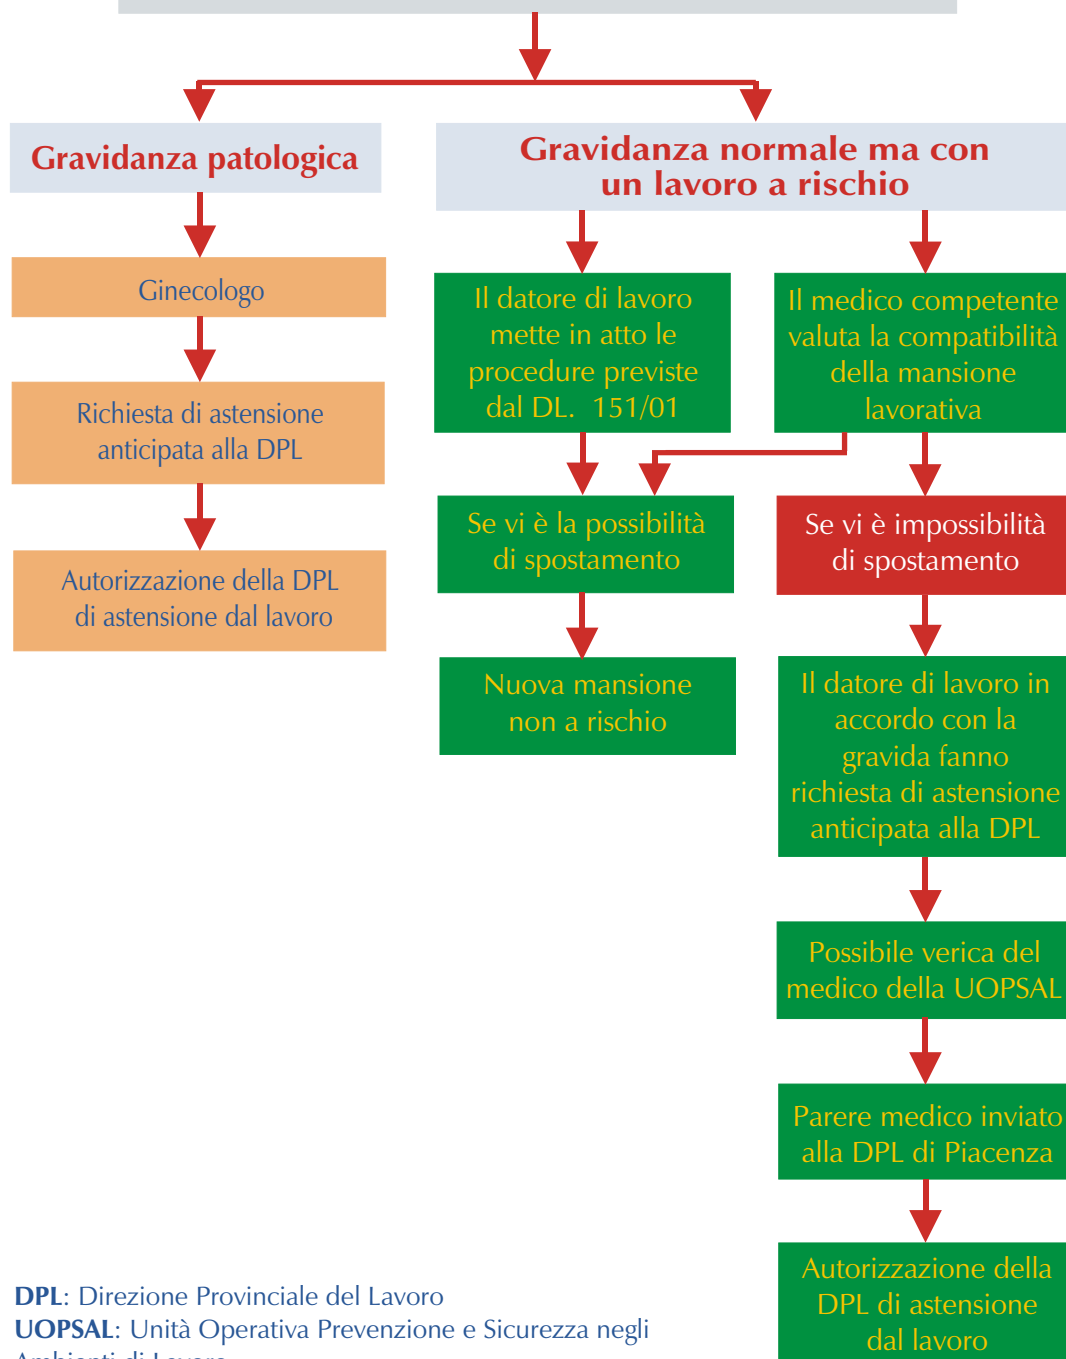 Gravidanza patologica
Ginecologo
Richiesta di astensione
anticipata alla DPL
Autorizzazione della DPL
di astensione dal lavoro
Gravidanza normale ma con
un lavoro a rischio
Il datore di lavoro
mette in atto le
procedure previste
dal DL. 151/01
Se vi è la possibilità
di spostamento
Nuova mansione
non a rischio
Il medico competente
valuta la compatibilità
della mansione
lavorativa
Se vi è impossibilità
di spostamento
Il datore di lavoro in
accordo con la
gravida fanno
richiesta di astensione
anticipata alla DPL
Possibile verica del
medico della UOPSAL
Parere medico inviato
alla DPL di Piacenza
Autorizzazione della
DPL di astensione
dal lavoro
DPL: Direzione Provinciale del Lavoro
UOPSAL: Unità Operativa Prevenzione e Sicurezza negli
Ambienti di Lavoro